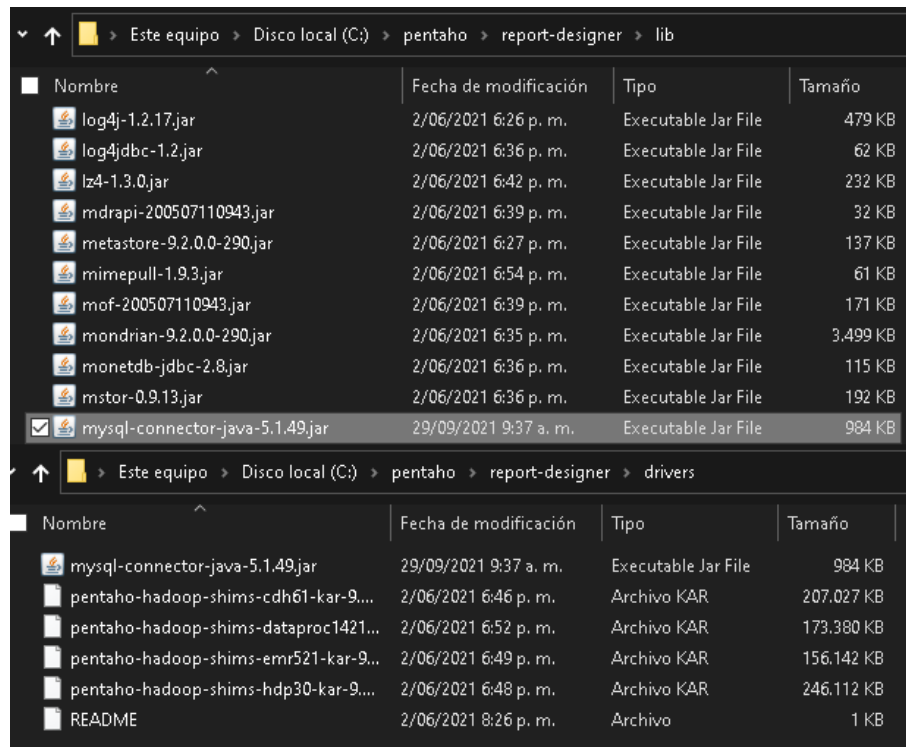 Este equipo > Disco local (C:) > pentaho > report-designer > lib
Nombre Fecha de modificación Tipo Tamaño
log4j-1.2.17.jar 2/06/2021 6:26 p. m. Executable Jar File 479 KB
log4jdbc-1.2.jar 2/06/2021 6:36 p. m. Executable Jar File 62 KB
lz4-1.3.0.jar 2/06/2021 6:42 p. m. Executable Jar File 232 KB
mdrapi-200507110943.jar 2/06/2021 6:39 p. m. Executable Jar File 32 KB
metastore-9.2.0.0-290.jar 2/06/2021 6:27 p. m. Executable Jar File 137 KB
mimepull-1.9.3.jar 2/06/2021 6:54 p. m. Executable Jar File 61 KB
mof-200507110943.jar 2/06/2021 6:39 p. m. Executable Jar File 171 KB
mondrian-9.2.0.0-290.jar 2/06/2021 6:35 p. m. Executable Jar File 3.499 KB
monetdb-jdbc-2.8.jar 2/06/2021 6:36 p. m. Executable Jar File 115 KB
mstor-0.9.13.jar 2/06/2021 6:36 p. m. Executable Jar File 192 KB
mysql-connector-java-5.1.49.jar 29/09/2021 9:37 a. m. Executable Jar File 984 KB
Este equipo > Disco local (C:) > pentaho > report-designer > drivers
Nombre Fecha de modificación Tipo Tamaño
mysql-connector-java-5.1.49.jar 29/09/2021 9:37 a. m. Executable Jar File 984 KB
pentaho-hadoop-shims-cdh61-kar-9.... 2/06/2021 6:46 p. m. Archivo KAR 207.027 KB
pentaho-hadoop-shims-dataproc1421... 2/06/2021 6:52 p. m. Archivo KAR 173.380 KB
pentaho-hadoop-shims-emr521-kar-9... 2/06/2021 6:49 p. m. Archivo KAR 156.142 KB
pentaho-hadoop-shims-hdp30-kar-9.... 2/06/2021 6:48 p. m. Archivo KAR 246.112 KB
README 2/06/2021 8:26 p. m. Archivo 1 KB